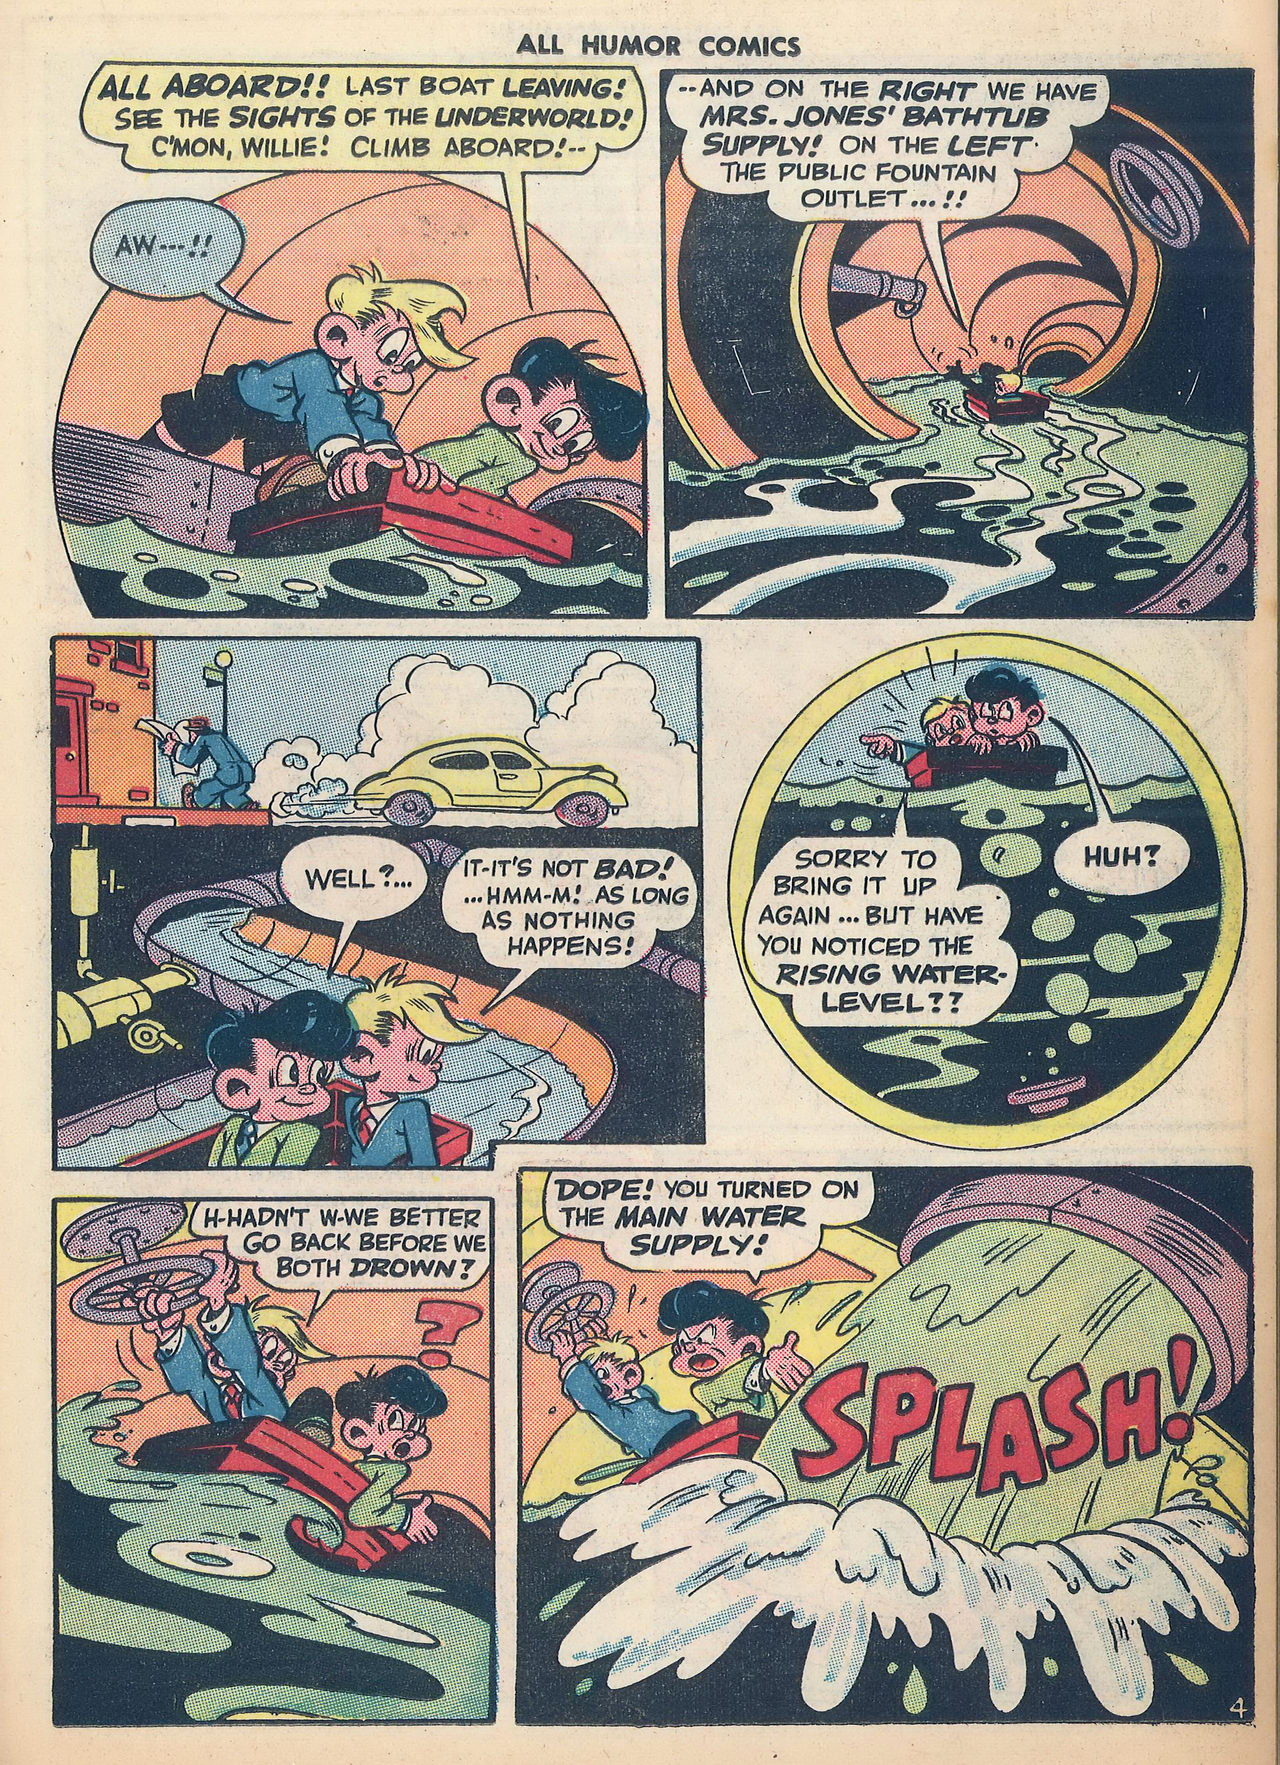 ALL HUMOR COMICS
ALL ABOARD!! LAST BOAT LEAVING!
SEE THE SIGHTS OF THE UNDERWORLD!
C'MON, WILLIE! CLIMB ABOARD!--
AW---!!
--AND ON THE RIGHT WE HAVE
MRS. JONES' BATHTUB
SUPPLY! ON THE LEFT
THE PUBLIC FOUNTAIN
OUTLET...!!
WELL?...
IT-IT'S NOT BAD!
...HMM-M! AS LONG
AS NOTHING
HAPPENS!
SORRY TO
BRING IT UP
AGAIN... BUT HAVE
YOU NOTICED THE
RISING WATER-
LEVEL??
HUH?
H-HADN'T W-WE BETTER
GO BACK BEFORE WE
BOTH DROWN?
?
DOPE! YOU TURNED ON
THE MAIN WATER
SUPPLY!
SPLASH!
4